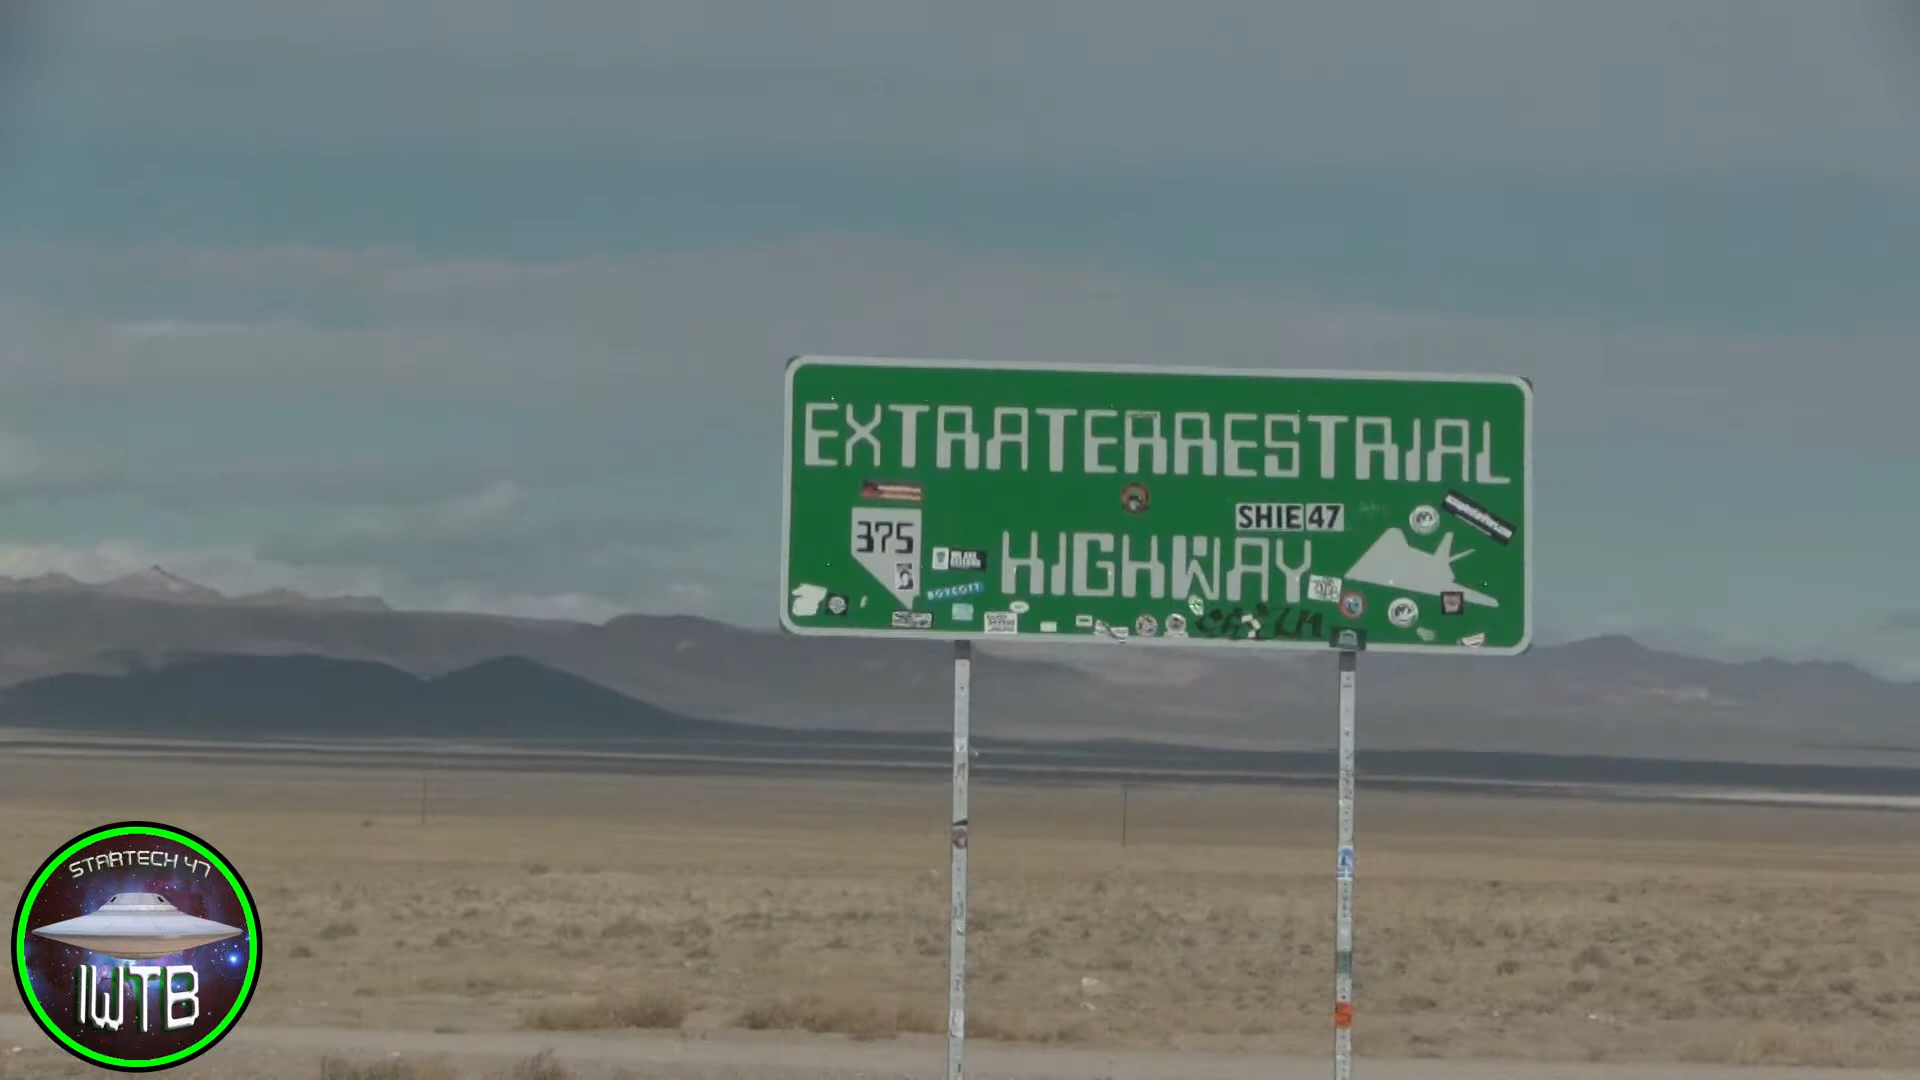 EXTRATERRESTRIAL
375
SHIE 47
HIGHWAY
BOYCOTT
STARTECH 47
IWTB